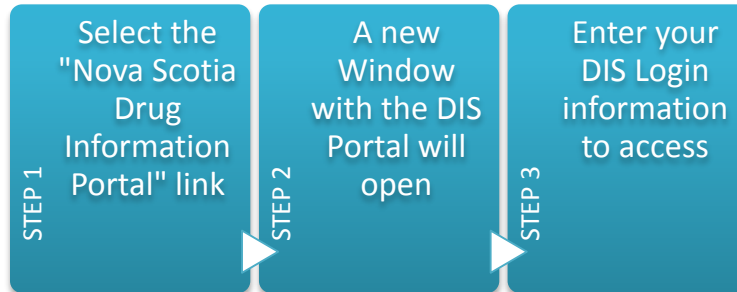 STEP 1
Select the
"Nova Scotia
Drug
Information
Portal" link
STEP 2
A new
Window
with the DIS
Portal will
open
STEP 3
Enter your
DIS Login
information
to access